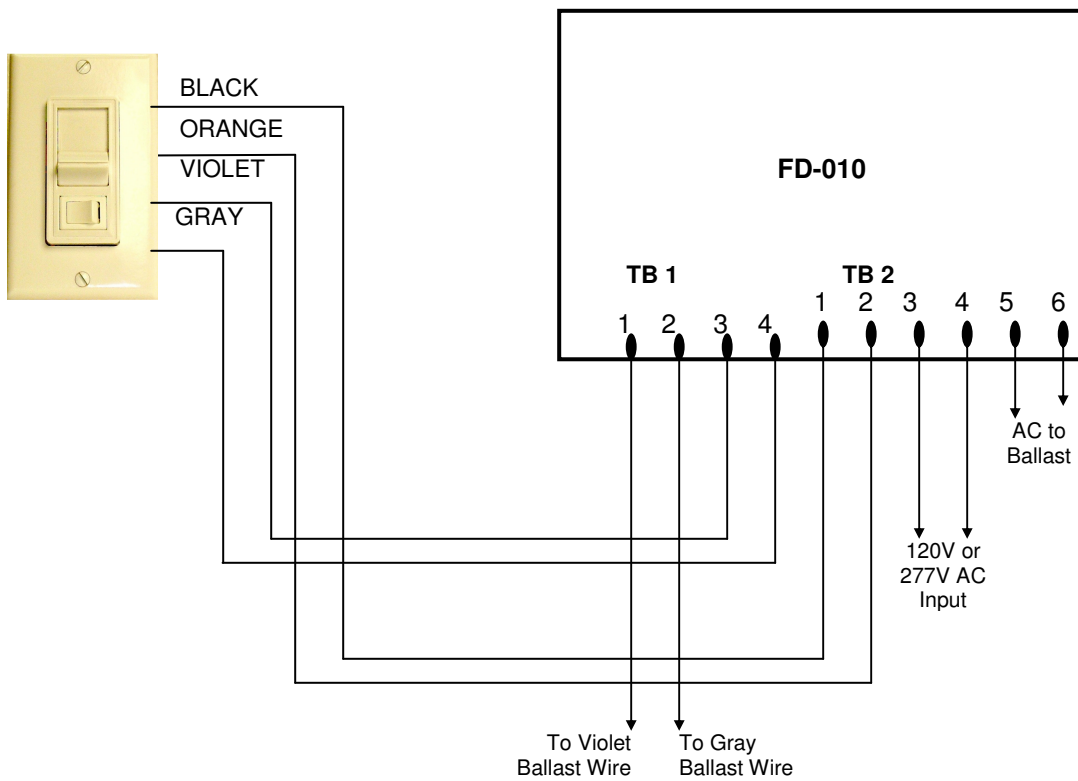 BLACK
ORANGE
VIOLET
GRAY
FD-010
TB 1
TB 2
1 2 3 4
1 2 3 4 5 6
AC to
Ballast
120V or
277V AC
Input
To Violet
Ballast Wire
To Gray
Ballast Wire